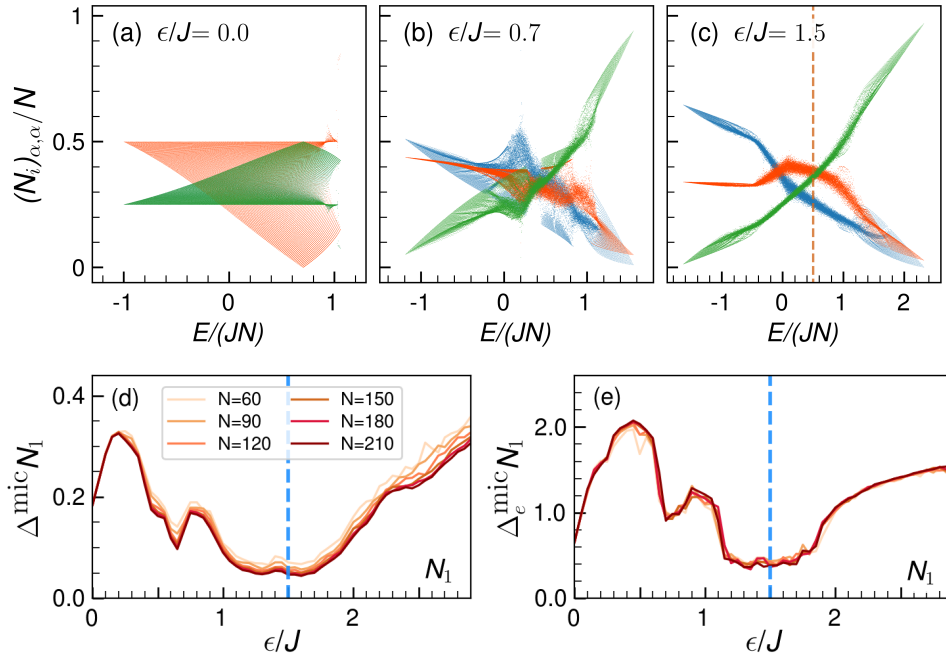 (a) ϵ/J = 0.0
(b) ϵ/J = 0.7
(c) ϵ/J = 1.5
(N_i)_{α,α}/N
1
0.5
0
-1 0 1
-1 0 1
-1 0 1 2
E/(JN)
E/(JN)
E/(JN)
(d)
N=60
N=90
N=120
N=150
N=180
N=210
Δ^{mic}N_1
0.4
0.2
0.0
0 1 2
ϵ/J
N_1
(e)
Δ_e^{mic}N_1
2.0
1.0
0.0
0 1 2
ϵ/J
N_1